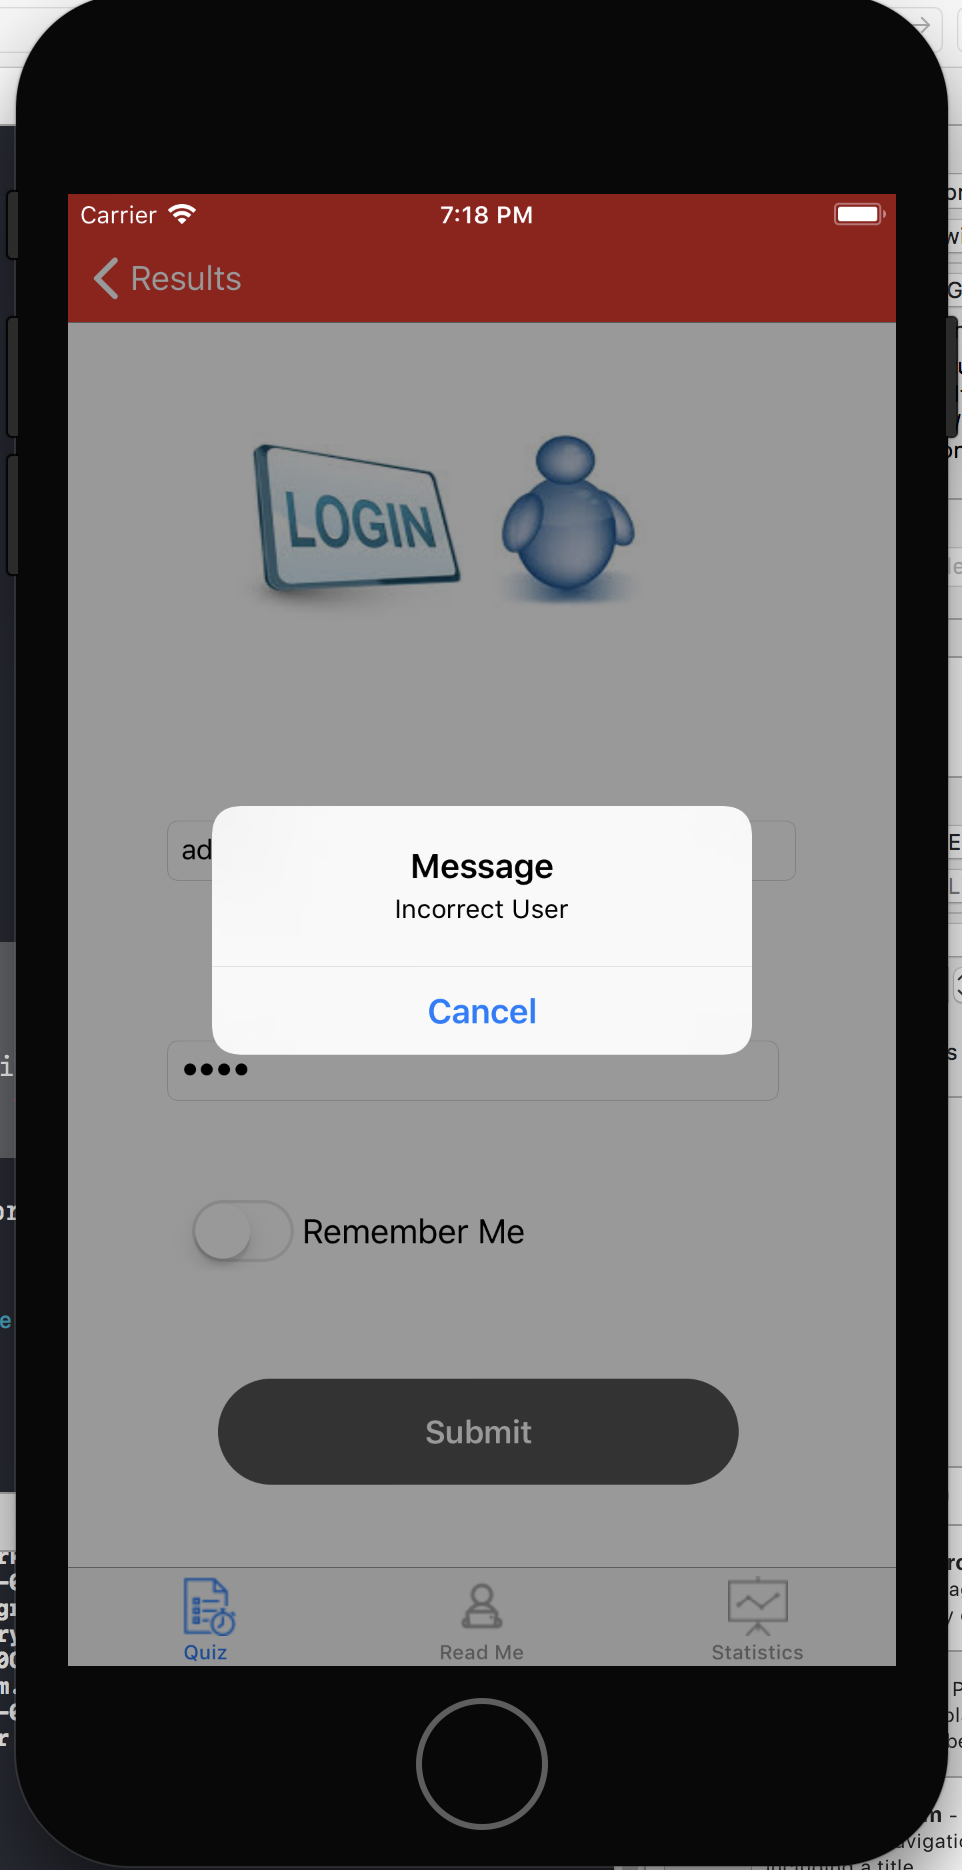 Carrier
7:18 PM
Results
LOGIN
ad
Message
Incorrect User
Cancel
••••
Remember Me
Submit
Quiz
Read Me
Statistics